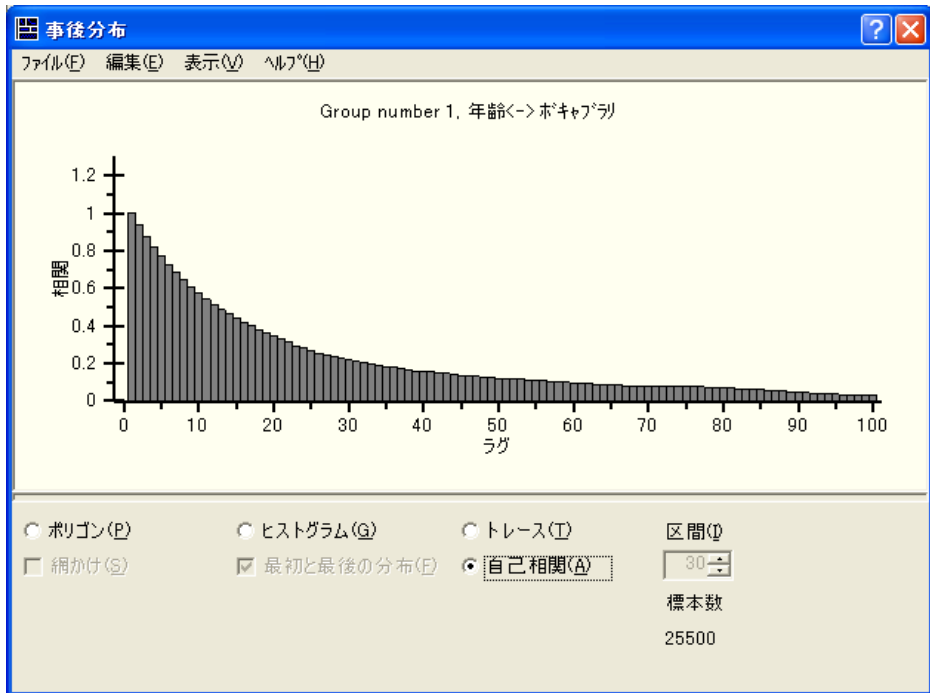 事後分布
ファイル(F) 編集(E) 表示(V) ヘルプ(H)
Group number 1, 年齢<-> ボキャブラリ
1.2
1
0.8
0.6
0.4
0.2
0
相関
0 10 20 30 40 50 60 70 80 90 100
ラグ
ポリゴン(P) ヒストグラム(G) トレース(T) 区間(I)
網かけ(S) 最初と最後の分布(F) 自己相関(A) 30
標本数
25500